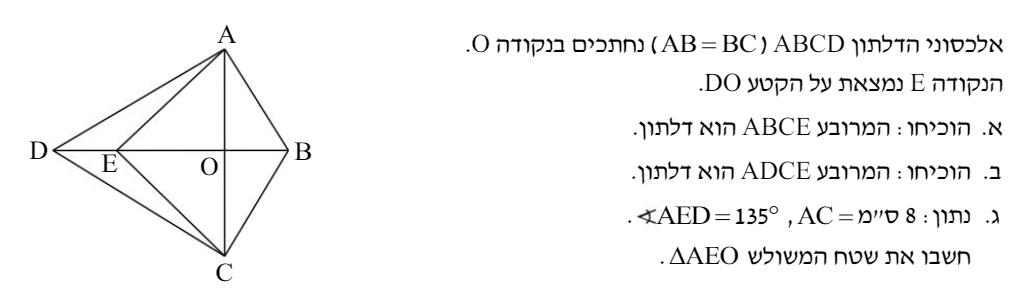 אלכסוני הדלתון ABCD (AB = BC) נחתכים בנקודה O.
הנקודה E נמצאת על הקטע DO.
א. הוכיחו: המרובע ABCE הוא דלתון.
ב. הוכיחו: המרובע ADCE הוא דלתון.
ג. נתון: 8 ס״מ = AC , ∢AED = 135° .
חשבו את שטח המשולש ΔAEO .
A
D
E
O
B
C